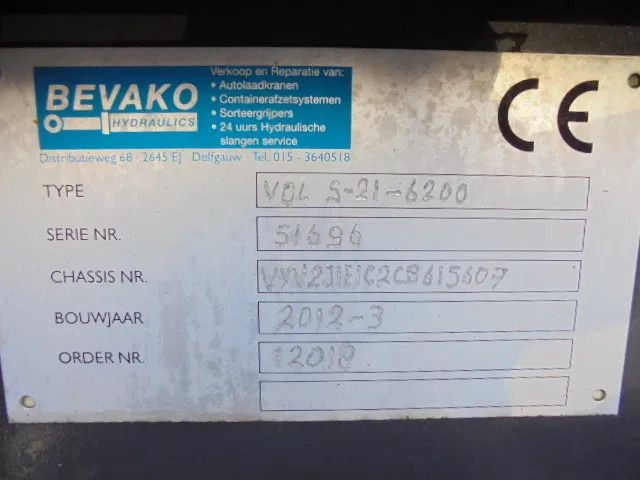 BEVAKO
HYDRAULICS
Verkoop en Reparatie van:
• Autolaadkranen
• Containerafzetsystemen
• Sorteergrijpers
• 24 uurs Hydraulische
slangen service
Distributieweg 68 · 2645 EJ Delfgauw · Tel. 015 - 3640518
CE
TYPE VDL S-21-6200
SERIE NR. 51696
CHASSIS NR.
BOUWJAAR 2012-3
ORDER NR. 12018